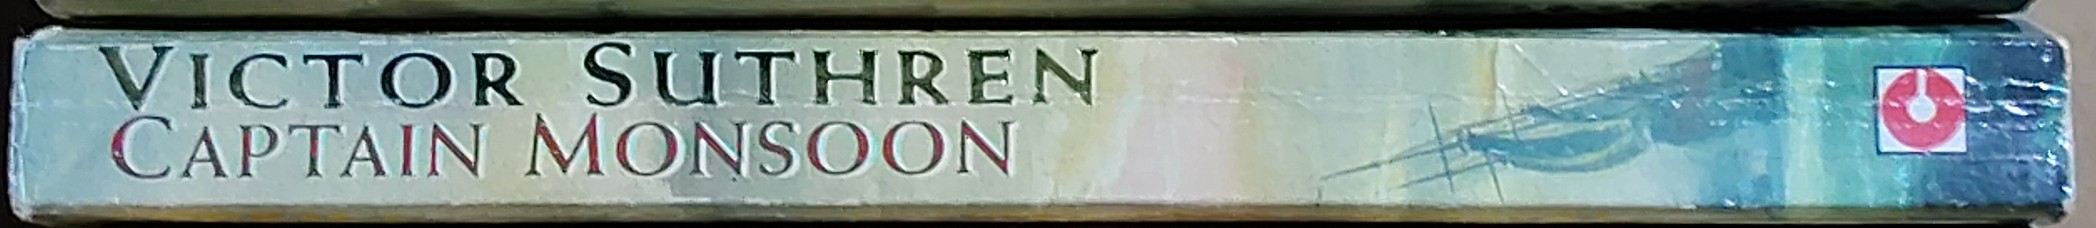 VICTOR SUTHREN
CAPTAIN MONSOON